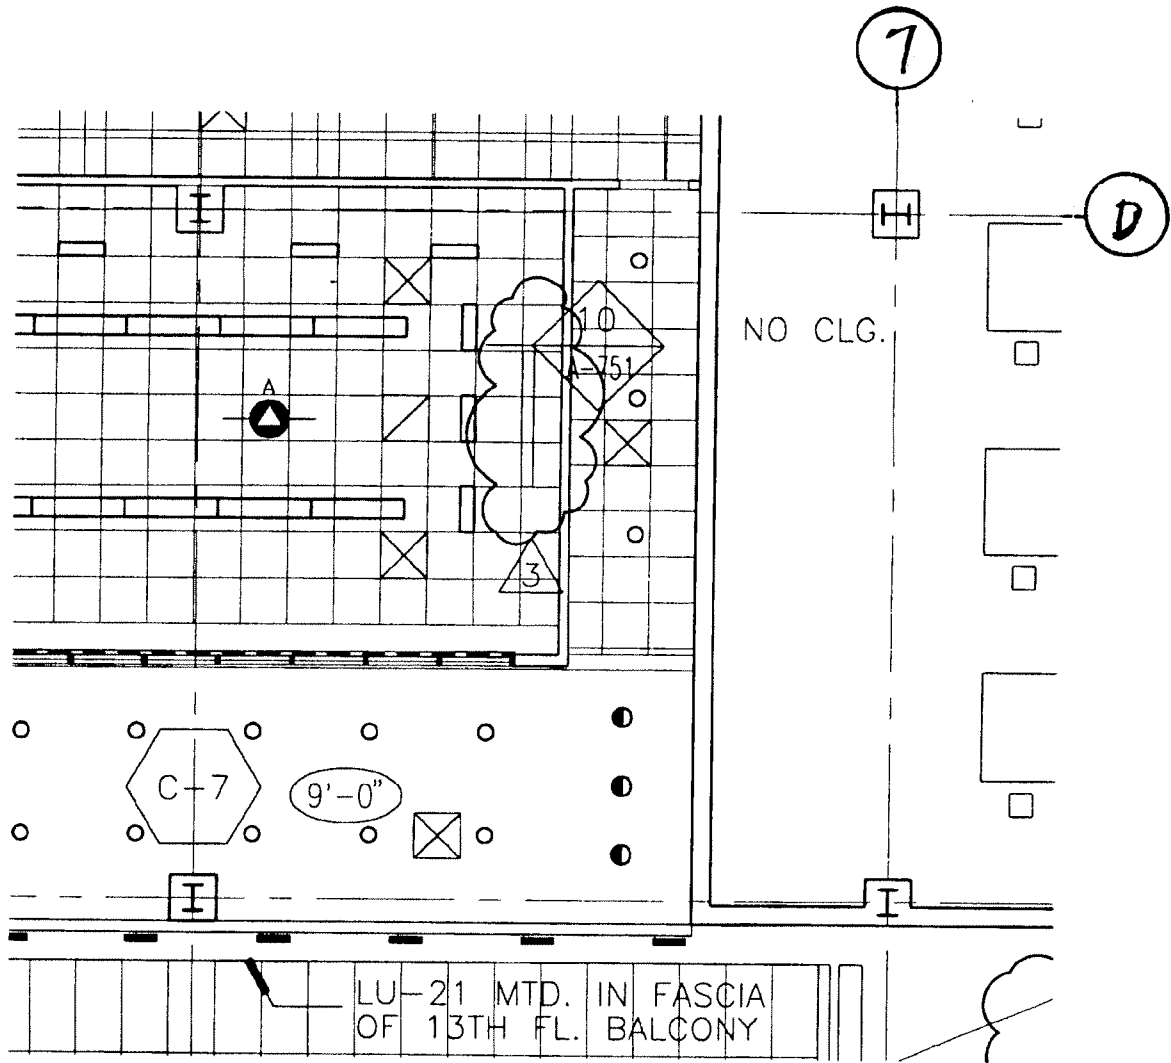 7
D
10
A-751
NO CLG.
A
3
C-7
9'-0"
LU-21 MTD. IN FASCIA
OF 13TH FL. BALCONY